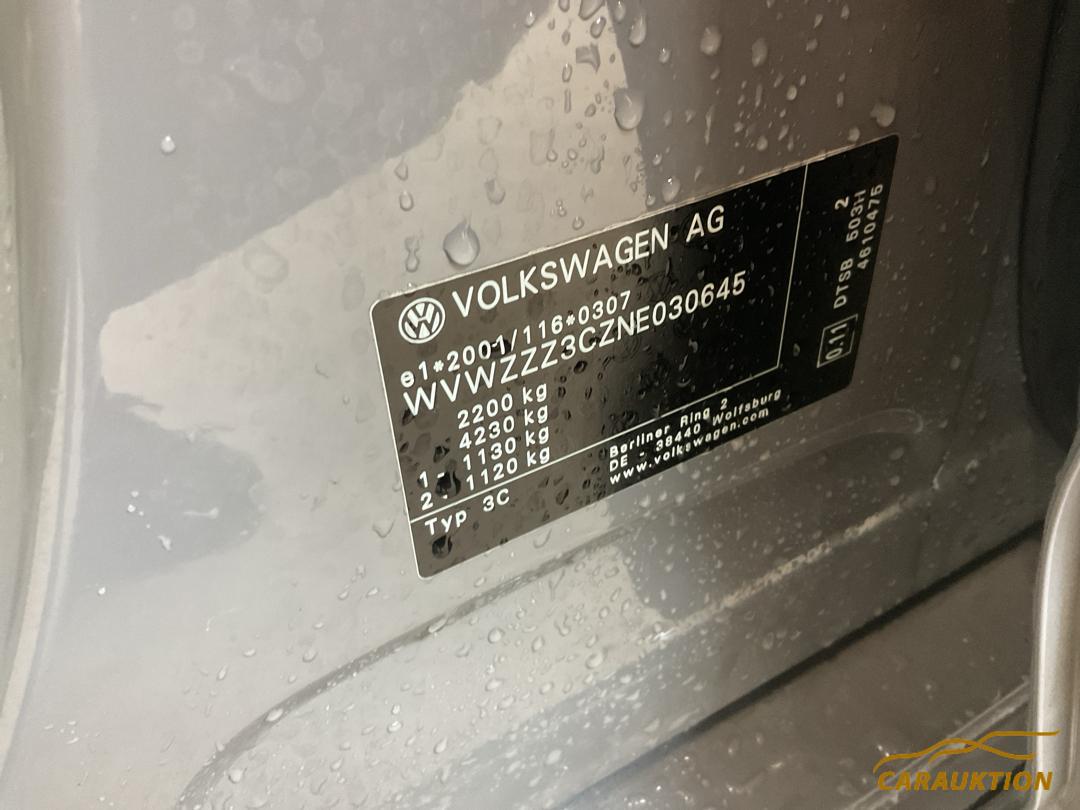 VOLKSWAGEN AG
e1*2001/116*0307
WVWZZZ3CZNE030645
2200 kg
4230 kg
1 - 1130 kg
2 - 1120 kg
Typ 3C
Berliner Ring 2
DE - 38440 Wolfsburg
www.volkswagen.com
0.11
DTSB 503H 2
4610475
CARAUKTION